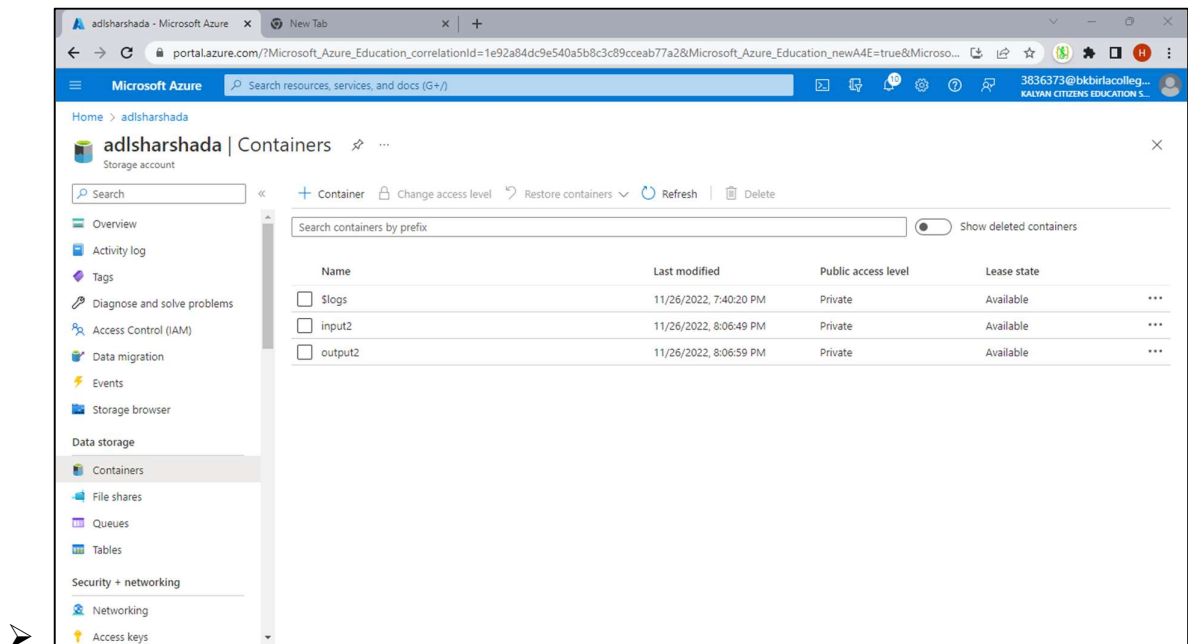 adlsharshada - Microsoft Azure
New Tab
portal.azure.com/?Microsoft_Azure_Education_correlationId=1e92a84dc9e540a5b8c3c89cceab77a2&Microsoft_Azure_Education_newA4E=true&Microso...
H
Microsoft Azure
Search resources, services, and docs (G+/)
10
3836373@bkbirlacolleg...
KALYAN CITIZENS EDUCATION S...
Home > adlsharshada
adlsharshada | Containers
Storage account
Search
Container
Change access level
Restore containers
Refresh
Delete
Overview
Search containers by prefix
Show deleted containers
Activity log
Tags
Name Last modified Public access level Lease state
Diagnose and solve problems
$logs 11/26/2022, 7:40:20 PM Private Available
Access Control (IAM)
input2 11/26/2022, 8:06:49 PM Private Available
Data migration
output2 11/26/2022, 8:06:59 PM Private Available
Events
Storage browser
Data storage
Containers
File shares
Queues
Tables
Security + networking
Networking
Access keys